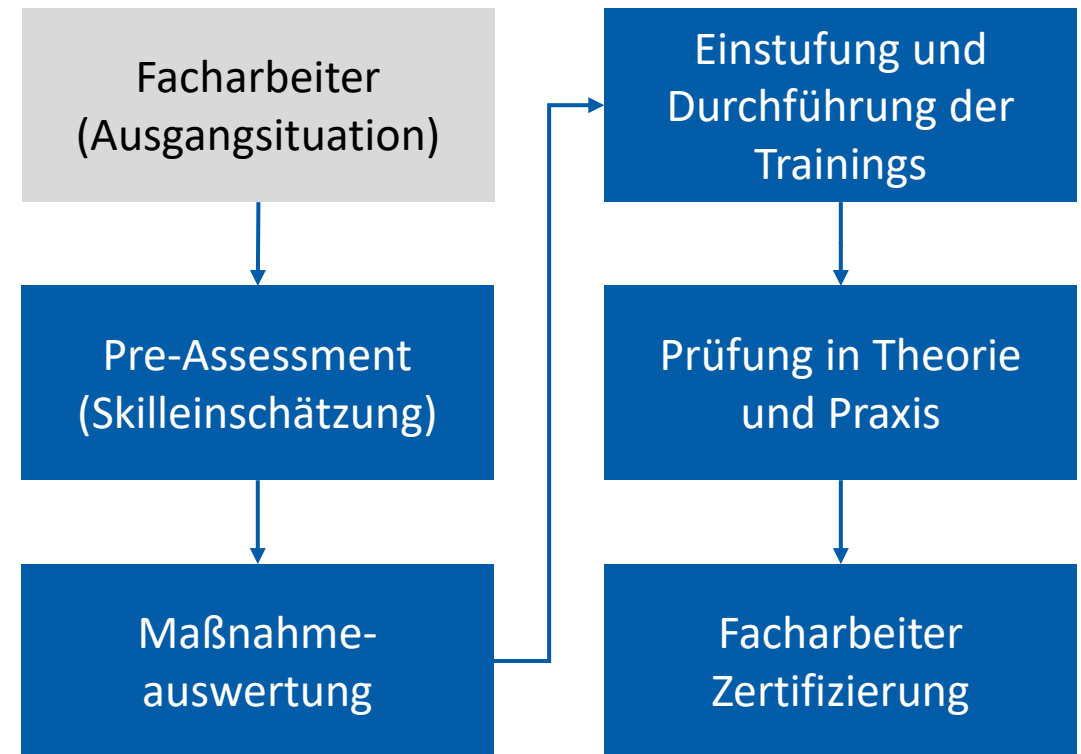 Facharbeiter
(Ausgangsituation)
Pre-Assessment
(Skilleinschätzung)
Maßnahme-
auswertung
Einstufung und
Durchführung der
Trainings
Prüfung in Theorie
und Praxis
Facharbeiter
Zertifizierung